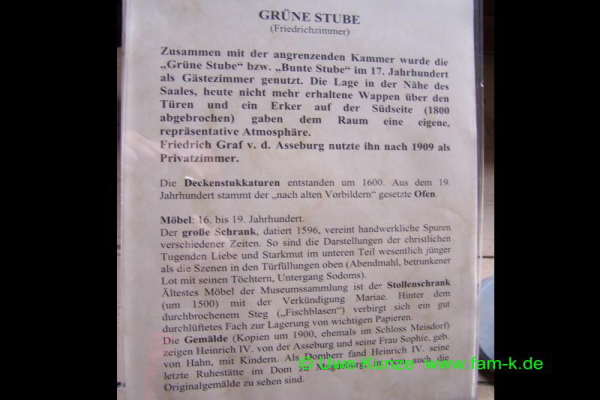 GRÜNE STUBE
(Friedrichzimmer)
Zusammen mit der angrenzenden Kammer wurde die
„Grüne Stube“ bzw. „Bunte Stube“ im 17. Jahrhundert
als Gästezimmer genutzt. Die Lage in der Nähe des
Saales, heute nicht mehr erhaltene Wappen über den
Türen und ein Erker auf der Südseite (1800
abgebrochen) gaben dem Raum eine eigene,
repräsentative Atmosphäre.
Friedrich Graf v. d. Asseburg nutzte ihn nach 1909 als
Privatzimmer.
Die Deckenstukkaturen entstanden um 1600. Aus dem 19.
Jahrhundert stammt der „nach alten Vorbildern“ gesetzte Ofen.
Möbel: 16. bis 19. Jahrhundert.
Der große Schrank, datiert 1596, vereint handwerkliche Spuren
verschiedener Zeiten. So sind die Darstellungen der christlichen
Tugenden Liebe und Starkmut im unteren Teil wesentlich jünger
als die Szenen in den Türfüllungen oben (Abendmahl, betrunkener
Lot mit seinen Töchtern, Untergang Sodoms).
Ältestes Möbel der Museumssammlung ist der Stollenschrank
(um 1500) mit der Verkündigung Mariae. Hinter dem
durchbrochenem Steg („Fischblasen“) verbirgt sich ein gut
durchlüftetes Fach zur Lagerung von wichtigen Papieren.
Die Gemälde (Kopien um 1900, ehemals im Schloss Meisdorf)
zeigen Heinrich IV. von der Asseburg und seine Frau Sophie, geb.
von Hahn, mit Kindern. Als Domherr fand Heinrich IV. seine
letzte Ruhestätte im Dom zu Magdeburg, in dem auch die
Originalgemälde zu sehen sind.
© Uwe Kunze www.fam-k.de